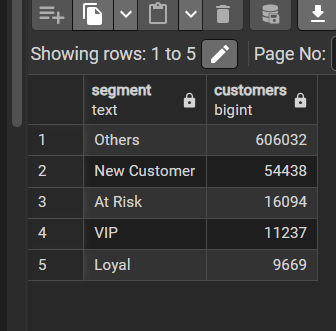 Showing rows: 1 to 5 Page No:
segment customers
text bigint
1 Others 606032
2 New Customer 54438
3 At Risk 16094
4 VIP 11237
5 Loyal 9669